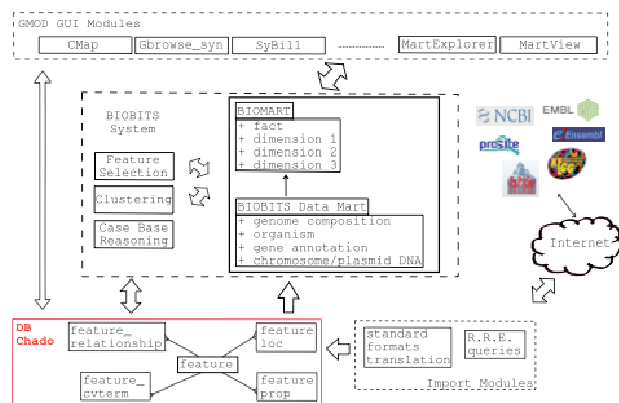 GMOD GUI Modules
CMap
Gbrowse_syn
SyBill
MartExplorer
MartView
BIOBITS
System
Feature
Selection
Clustering
Case Base
Reasoning
BIOMART
+ fact
+ dimension 1
+ dimension 2
+ dimension 3
BIOBITS Data Mart
+ genome composition
+ organism
+ gene annotation
+ chromosome/plasmid DNA
NCBI
EMBL
prosite
e!Ensembl
Internet
DB
Chado
feature_
relationship
feature
loc
feature
feature_
cvterm
feature
prop
standard
formats
translation
R.R.E.
queries
Import Modules